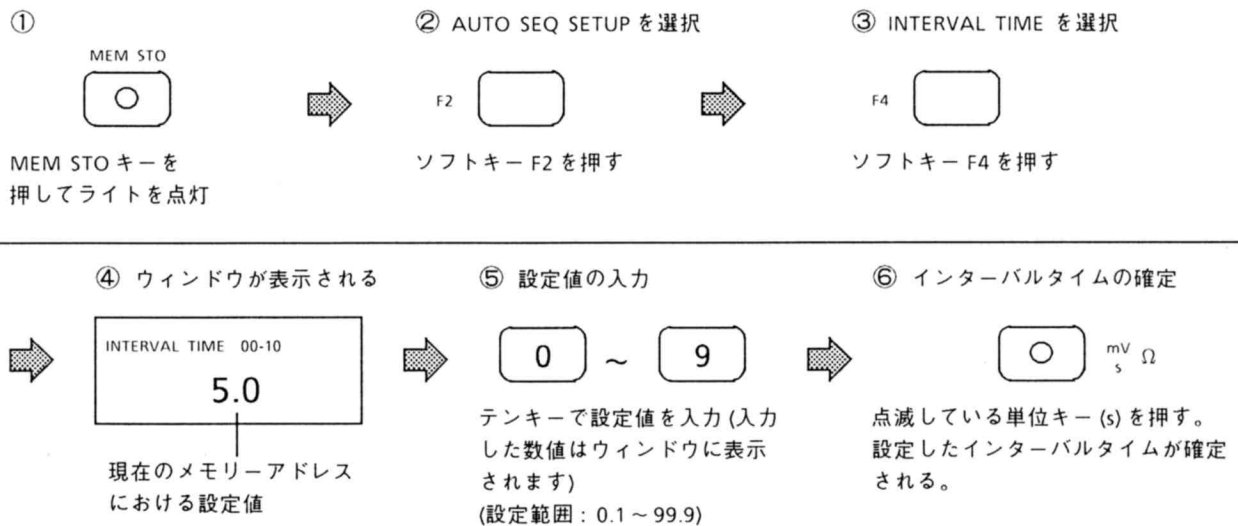 ①
MEM STO
MEM STO キーを
押してライトを点灯
② AUTO SEQ SETUP を選択
F2
ソフトキー F2 を押す
③ INTERVAL TIME を選択
F4
ソフトキー F4 を押す
④ ウィンドウが表示される
INTERVAL TIME 00-10
5.0
現在のメモリーアドレス
における設定値
⑤ 設定値の入力
0 ～ 9
テンキーで設定値を入力 (入力
した数値はウィンドウに表示
されます)
(設定範囲 : 0.1 ～ 99.9)
⑥ インターバルタイムの確定
mV
s
Ω
点滅している単位キー (s) を押す。
設定したインターバルタイムが確定
される。